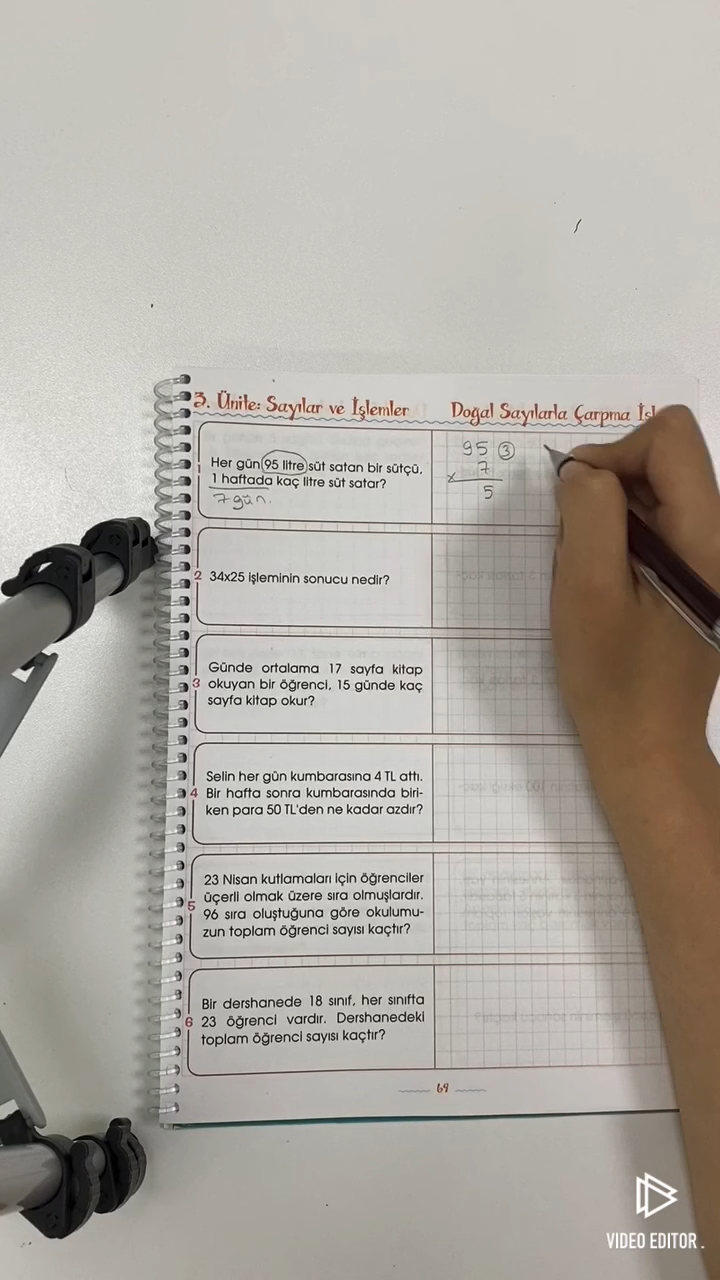 3. Ünite: Sayılar ve İşlemler
Doğal Sayılarla Çarpma İşl
1 Her gün 95 litre süt satan bir sütçü,
1 haftada kaç litre süt satar?
7 gün.
95 3
x 7
5
2 34x25 işleminin sonucu nedir?
Günde ortalama 17 sayfa kitap
3 okuyan bir öğrenci, 15 günde kaç
sayfa kitap okur?
Selin her gün kumbarasına 4 TL attı.
4 Bir hafta sonra kumbarasında biri-
ken para 50 TL'den ne kadar azdır?
23 Nisan kutlamaları için öğrenciler
üçerli olmak üzere sıra olmuşlardır.
5 96 sıra oluştuğuna göre okulumu-
zun toplam öğrenci sayısı kaçtır?
Bir dershanede 18 sınıf, her sınıfta
6 23 öğrenci vardır. Dershanedeki
toplam öğrenci sayısı kaçtır?
69
VIDEO EDITOR .